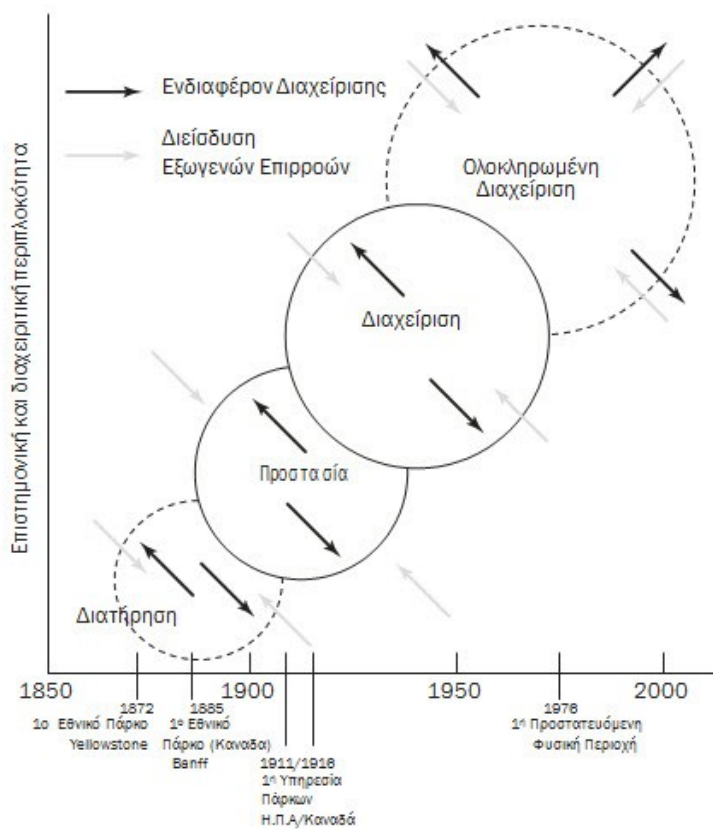 Επιστημονική και διαχειριτική περιπλοκότητα
Ενδιαφέρον Διαχείρισης
Διείσδυση
Εξωγενών Επιρροών
Ολοκληρωμένη
Διαχείριση
Διαχείριση
Προστασία
Διατήρηση
1850
1900
1950
2000
1872
1ο Εθνικό Πάρκο
Yellowstone
1885
1ο Εθνικό
Πάρκο (Καναδα)
Banff
1911/1916
1η Υπηρεσία
Πάρκων
Η.Π.Α/Καναδά
1976
1η Προστατευόμενη
Φυσική Περιοχή